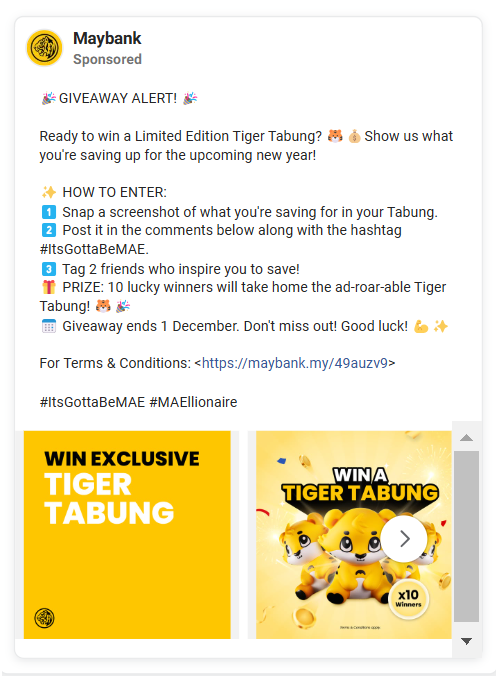 Maybank
Sponsored
🎉 GIVEAWAY ALERT! 🎉
Ready to win a Limited Edition Tiger Tabung? 🐯 💰 Show us what
you're saving up for the upcoming new year!
✨ HOW TO ENTER:
1️⃣ Snap a screenshot of what you're saving for in your Tabung.
2️⃣ Post it in the comments below along with the hashtag
#ItsGottaBeMAE.
3️⃣ Tag 2 friends who inspire you to save!
🎁 PRIZE: 10 lucky winners will take home the ad-roar-able Tiger
Tabung! 🐯 🎉
🗓️ Giveaway ends 1 December. Don't miss out! Good luck! 💪 ✨
For Terms & Conditions: <https://maybank.my/49auzv9>
#ItsGottaBeMAE #MAEllionaire
WIN EXCLUSIVE
TIGER
TABUNG
WIN A
TIGER TABUNG
x10
Winners
Terms & Conditions apply.